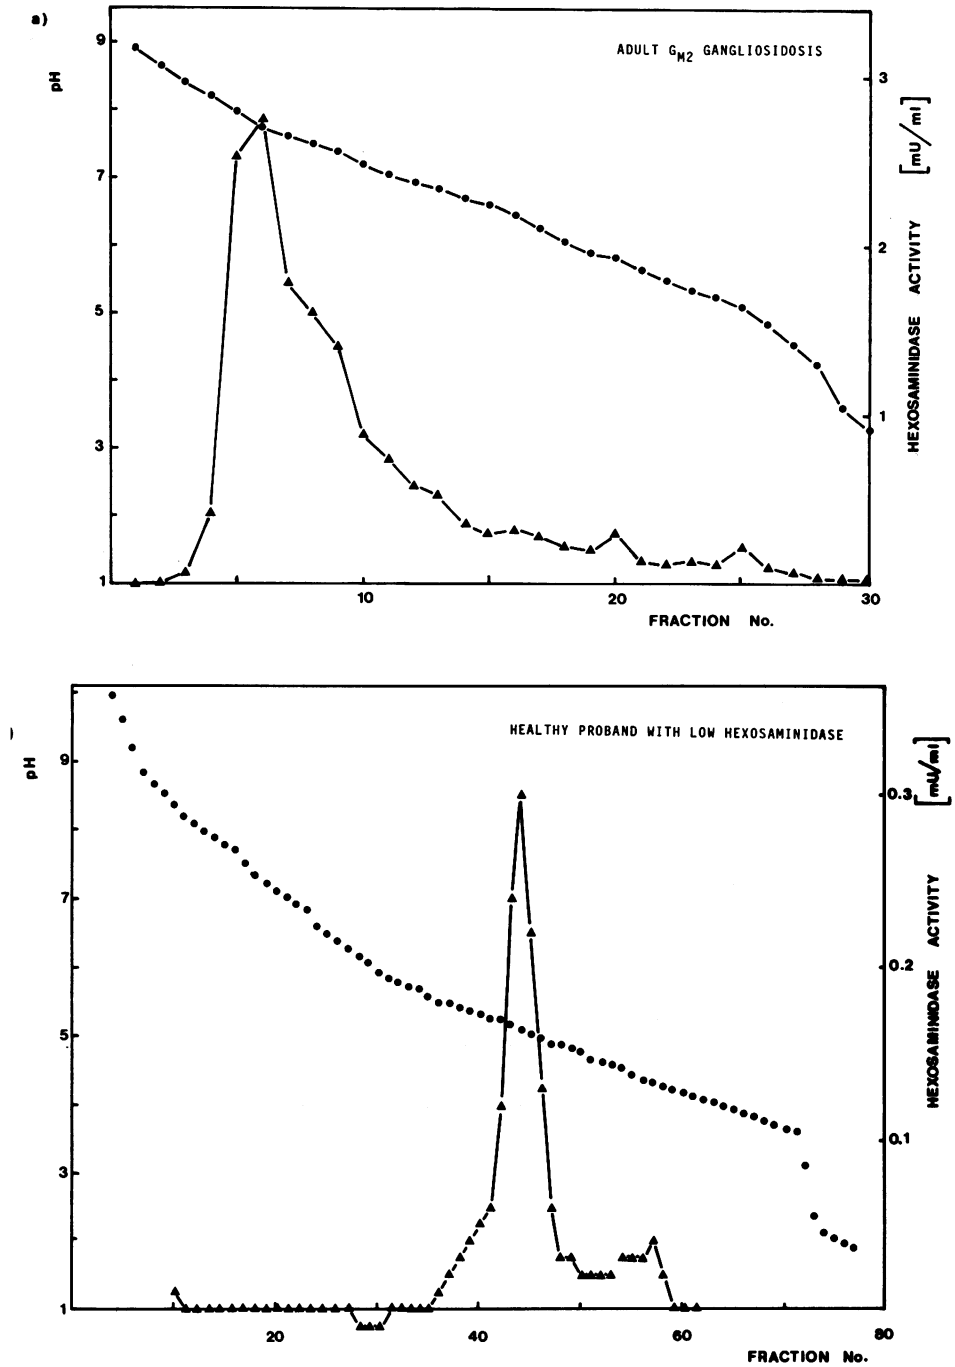 a)
ADULT GM2 GANGLIOSIDOSIS
pH
9
7
5
3
1
3
2
1
HEXOSAMINIDASE ACTIVITY [mU/ml]
10
20
30
FRACTION No.
)
HEALTHY PROBAND WITH LOW HEXOSAMINIDASE
pH
9
7
5
3
1
0.3
0.2
0.1
HEXOSAMINIDASE ACTIVITY [mU/ml]
20
40
60
80
FRACTION No.